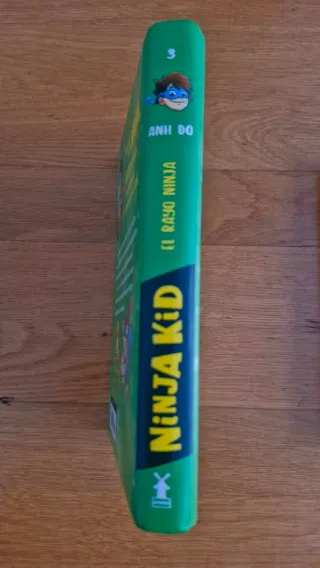 3
ANH DO
EL RAYO NINJA
NiNJA KiD